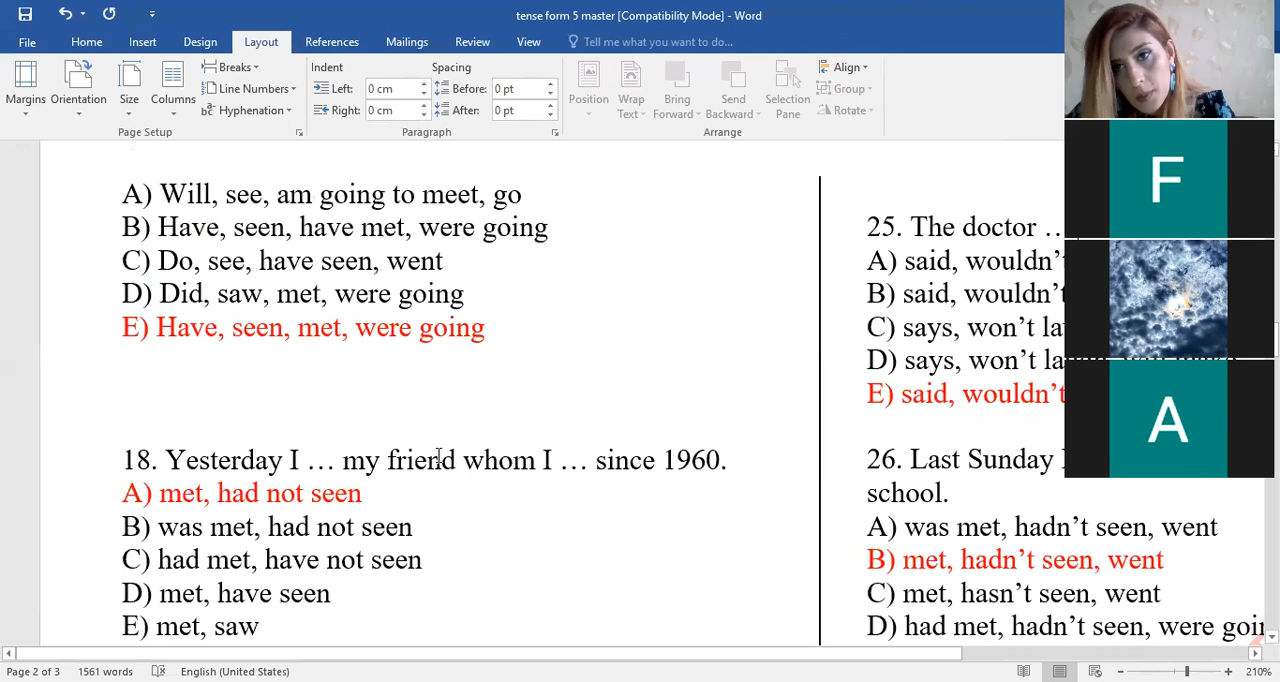 tense form 5 master [Compatibility Mode] - Word
File Home Insert Design Layout References Mailings Review View Tell me what you want to do...
Margins Orientation Size Columns
Breaks
Line Numbers
Hyphenation
Page Setup
Indent Spacing
Left: 0 cm Before: 0 pt
Right: 0 cm After: 0 pt
Paragraph
Position Wrap Text Bring Forward Send Backward Selection Pane
Align
Group
Rotate
Arrange
A) Will, see, am going to meet, go
B) Have, seen, have met, were going
C) Do, see, have seen, went
D) Did, saw, met, were going
E) Have, seen, met, were going
18. Yesterday I … my friend whom I … since 1960.
A) met, had not seen
B) was met, had not seen
C) had met, have not seen
D) met, have seen
E) met, saw
25. The doctor …
A) said, wouldn't
B) said, wouldn't
C) says, won't
D) says, won't
E) said, wouldn't
26. Last Sunday
school.
A) was met, hadn't seen, went
B) met, hadn't seen, went
C) met, hasn't seen, went
D) had met, hadn't seen, were goin
F
A
Page 2 of 3 1561 words English (United States) 210%